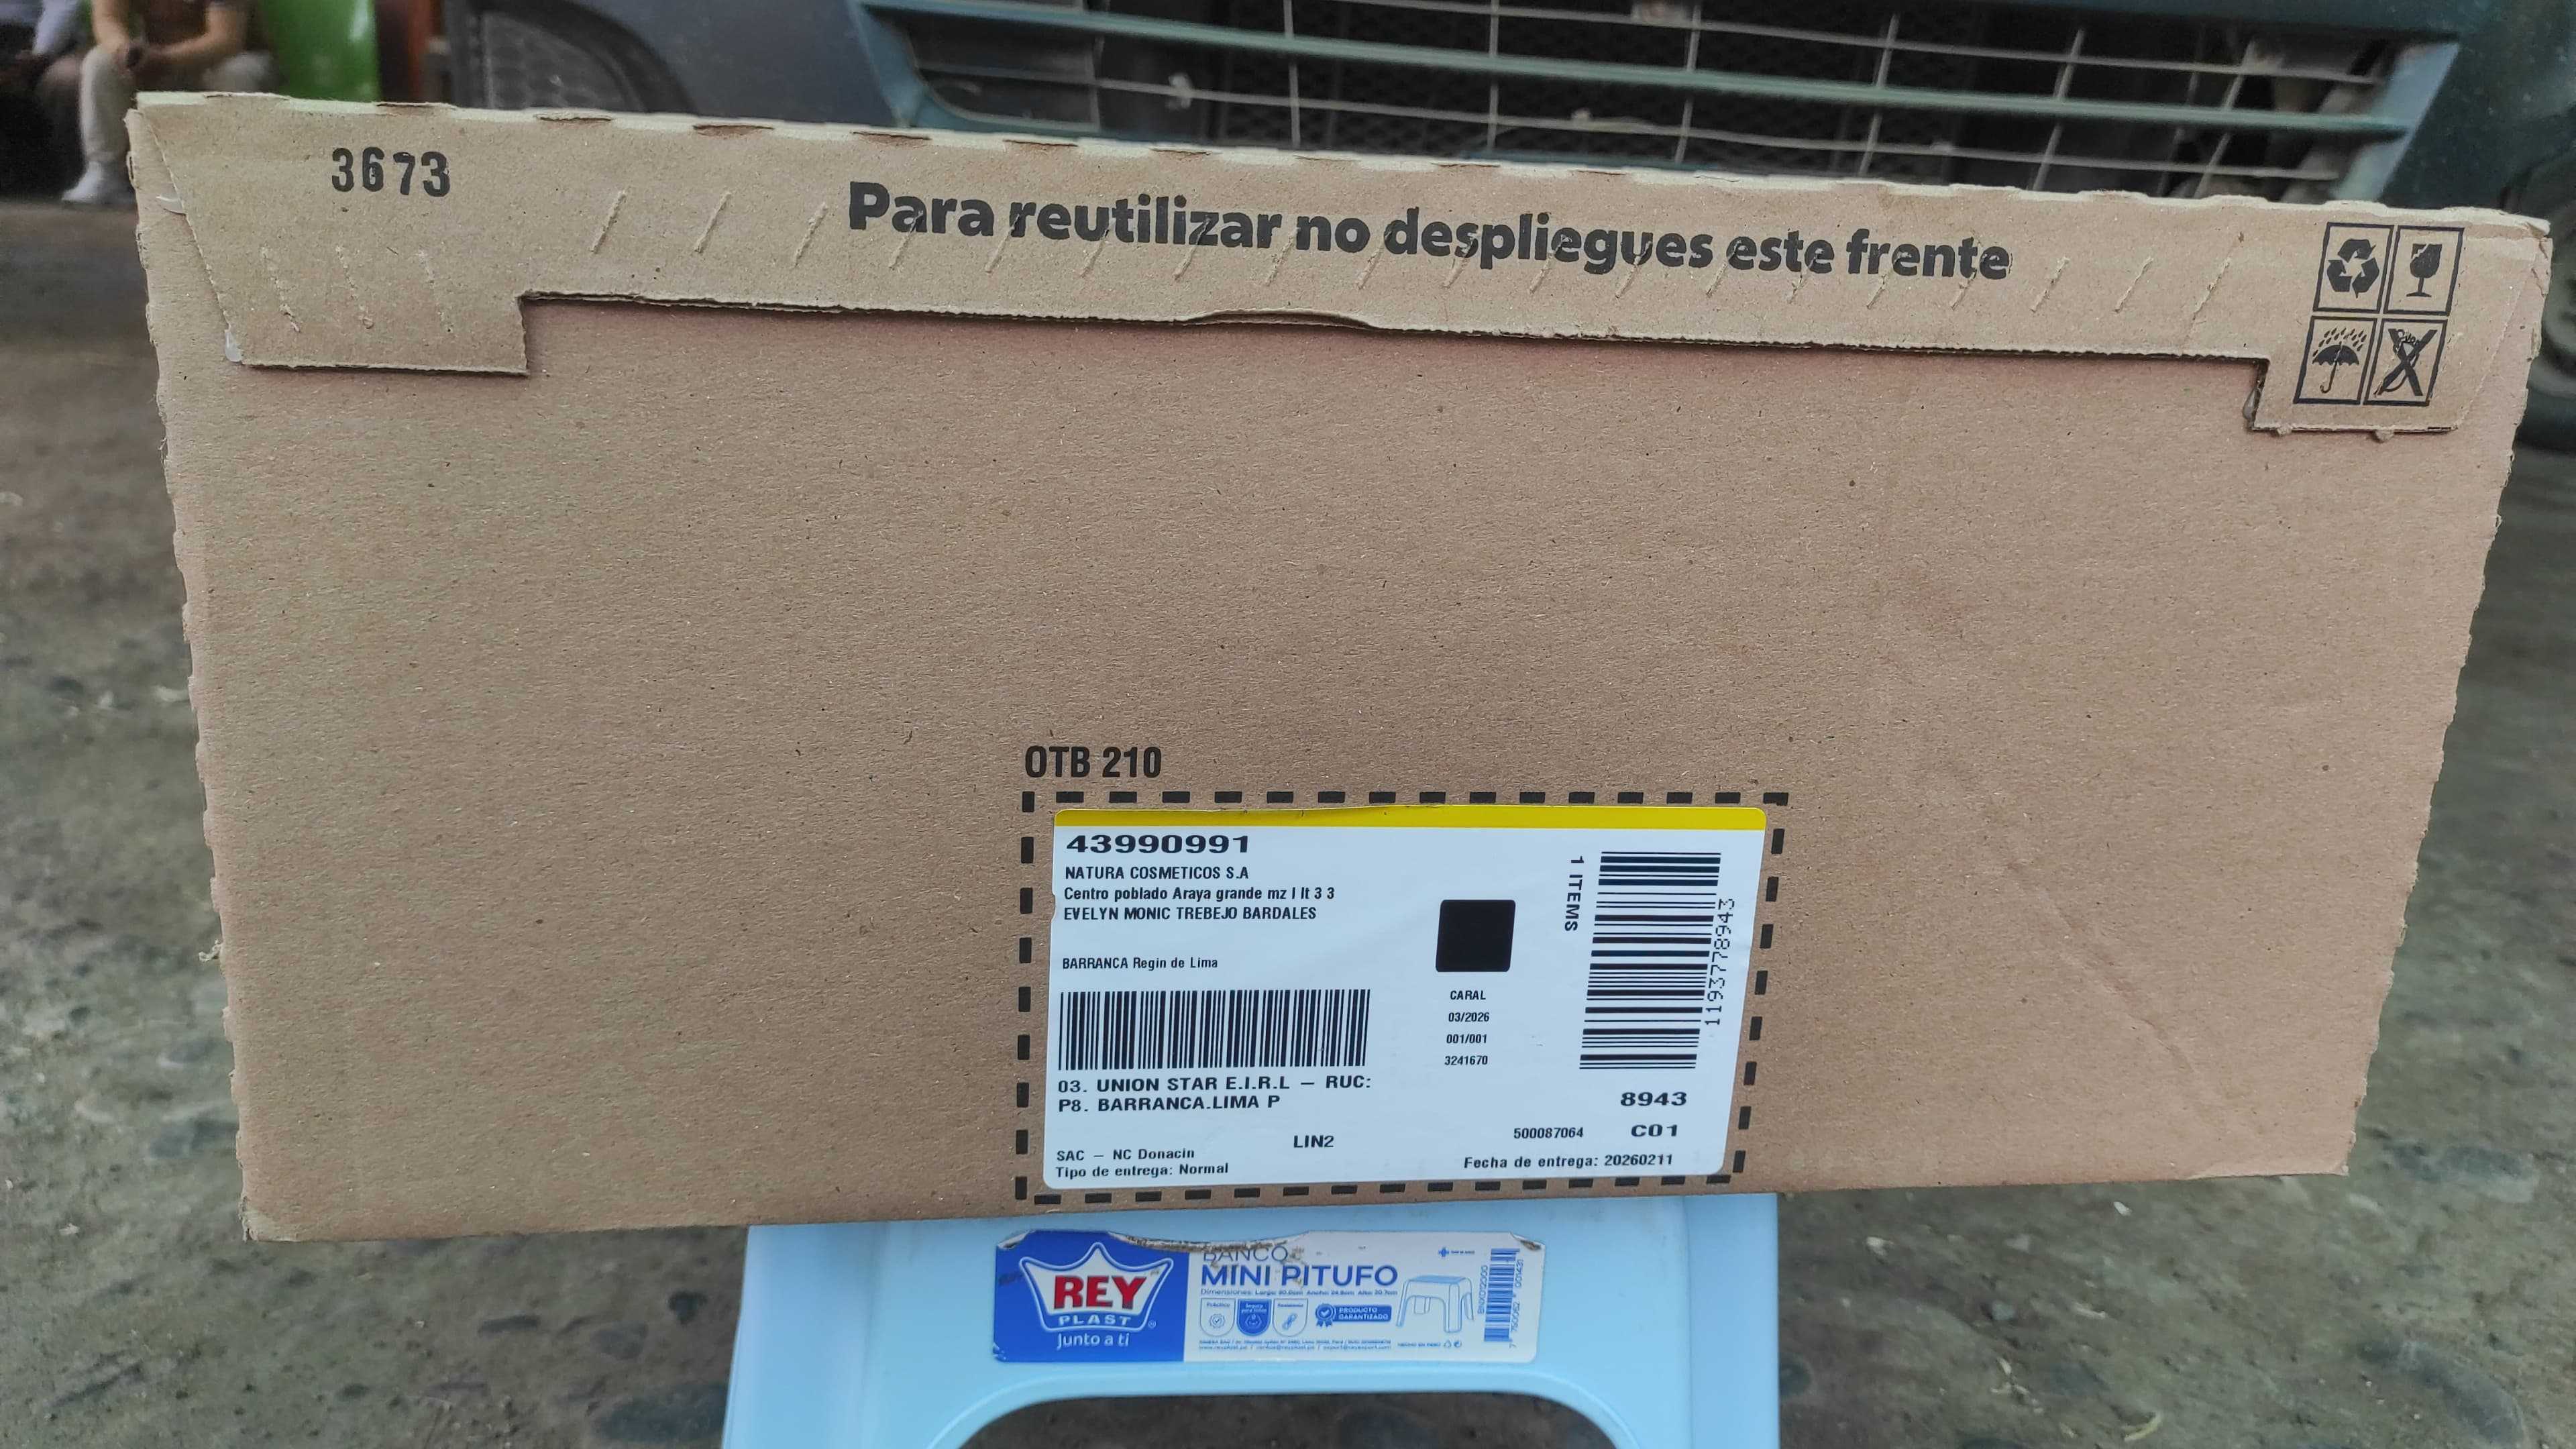 3673
Para reutilizar no despliegues este frente
OTB 210
43990991
NATURA COSMETICOS S.A
Centro poblado Araya grande mz I lt 3 3
EVELYN MONIC TREBEJO BARDALES
BARRANCA Regin de Lima
1 ITEMS
1193778943
CARAL
03/2026
001/001
3241670
03. UNION STAR E.I.R.L – RUC:
P8. BARRANCA.LIMA P
8943
LIN2
500087064
C01
SAC – NC Donacin
Tipo de entrega: Normal
Fecha de entrega: 20260211
REY
PLAST
Junto a ti
BANCO
MINI PITUFO
PRODUCTO
GARANTIZADO